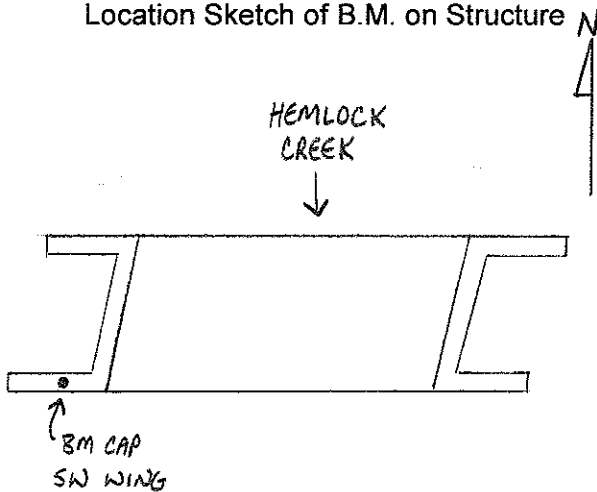 Location Sketch of B.M. on Structure
N
HEMLOCK
CREEK
BM CAP
SW WING